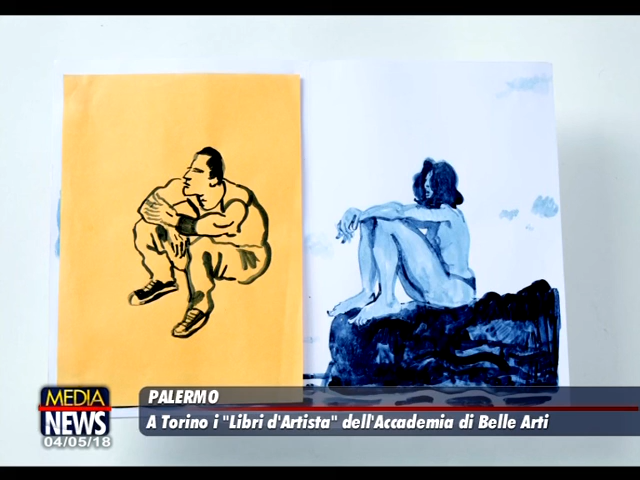 MEDIA
NEWS
04/05/18
PALERMO
A Torino i "Libri d'Artista" dell'Accademia di Belle Arti